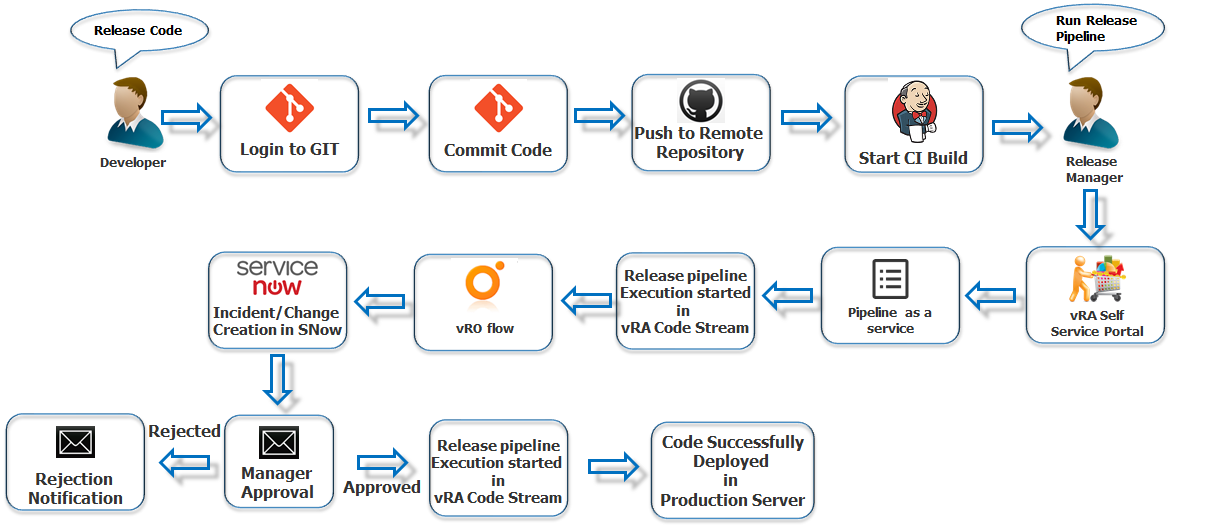 Release Code
Run Release
Pipeline
Developer
Login to GIT
Commit Code
Push to Remote
Repository
Start CI Build
Release
Manager
service
now
Incident/Change
Creation in SNow
vRO flow
Release pipeline
Execution started
in
vRA Code Stream
Pipeline as a
service
vRA Self
Service Portal
Rejected
Rejection
Notification
Manager
Approval
Approved
Release pipeline
Execution started
in
vRA Code Stream
Code Successfully
Deployed
in
Production Server